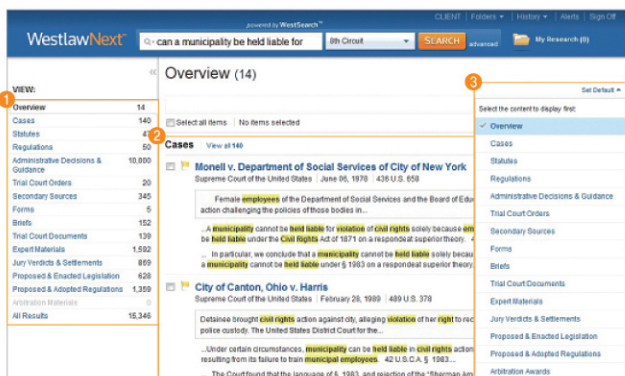 CLIENT Folders History Alerts Sign Off
powered by WestSearch™
WestlawNext
can a municipality be held liable for
8th Circuit
SEARCH
advanced
My Research (0)
1
VIEW:
Overview 14
Cases 140
Statutes
Regulations 50
Administrative Decisions & Guidance 10,000
Trial Court Orders 20
Secondary Sources 345
Forms 5
Briefs 152
Trial Court Documents 139
Expert Materials 1,592
Jury Verdicts & Settlements 859
Proposed & Enacted Legislation 628
Proposed & Adopted Regulations 1,359
Arbitration Materials 0
All Results 15,346
Overview (14)
Select all items No items selected
2
Cases View all 140
Monell v. Department of Social Services of City of New York
Supreme Court of the United States June 06, 1978 436 U.S. 658
Female employees of the Department of Social Services and the Board of Educ
action challenging the policies of those bodies in...
...A municipality cannot be held liable for violation of civil rights solely because em
be held liable under the Civil Rights Act of 1871 on a respondeat superior theory. 4
... In particular, we conclude that a municipality cannot be held liable solely becaus
a municipality cannot be held liable under § 1983 on a respondeat superior theory.
City of Canton, Ohio v. Harris
Supreme Court of the United States February 28, 1989 489 U.S. 378
Detainee brought civil rights action against city, alleging violation of her right to rec
police custody. The United States District Court for the...
...Under certain circumstances, municipality can be held liable in civil rights action
resulting from its failure to train municipal employees. 42 U.S.C.A. § 1983....
...The Court found that the language of § 1983, and rejection of the "Sherman Am
3
Set Default
Select the content to display first:
Overview
Cases
Statutes
Regulations
Administrative Decisions & Guidance
Trial Court Orders
Secondary Sources
Forms
Briefs
Trial Court Documents
Expert Materials
Jury Verdicts & Settlements
Proposed & Enacted Legislation
Proposed & Adopted Regulations
Arbitration Awards